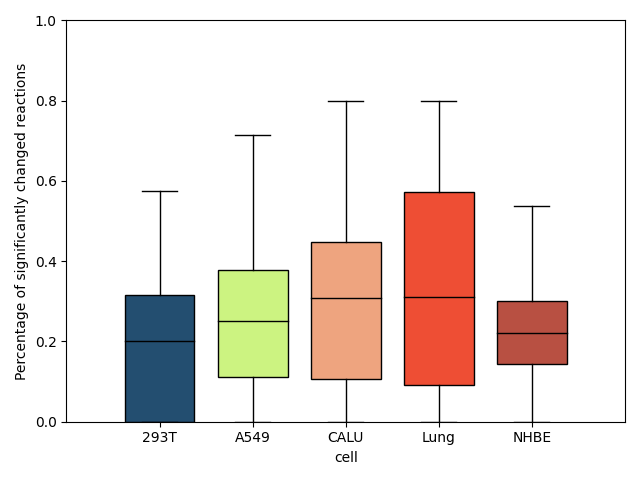 Percentage of significantly changed reactions
1.0
0.8
0.6
0.4
0.2
0.0
293T A549 CALU Lung NHBE
cell